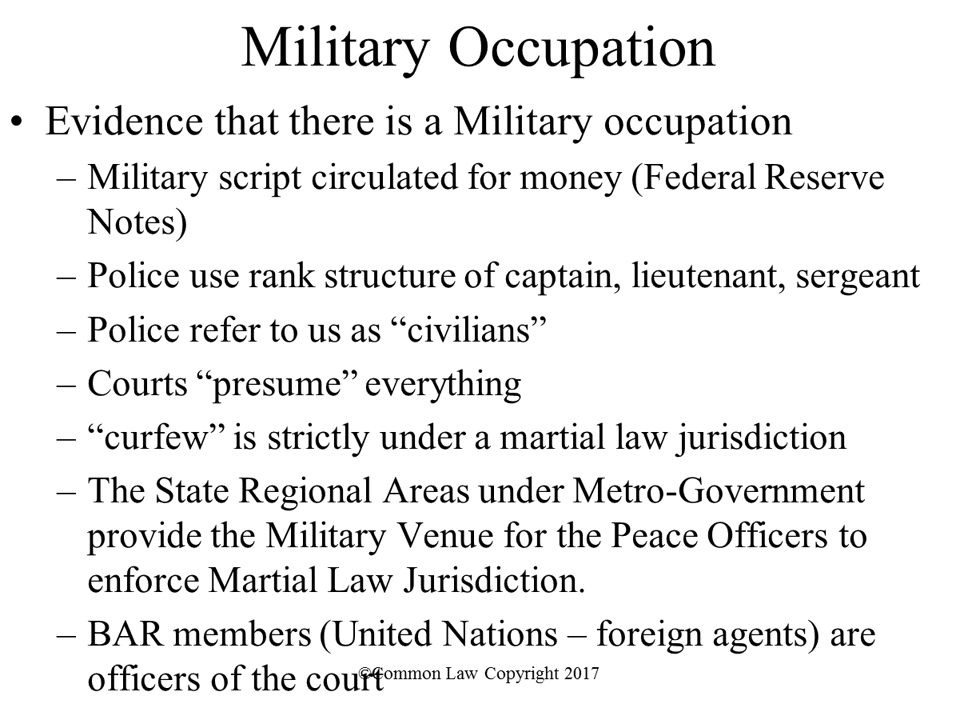 Military Occupation
• Evidence that there is a Military occupation
– Military script circulated for money (Federal Reserve
Notes)
– Police use rank structure of captain, lieutenant, sergeant
– Police refer to us as “civilians”
– Courts “presume” everything
– “curfew” is strictly under a martial law jurisdiction
– The State Regional Areas under Metro-Government
provide the Military Venue for the Peace Officers to
enforce Martial Law Jurisdiction.
– BAR members (United Nations – foreign agents) are
officers of the court
©Common Law Copyright 2017